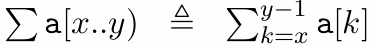 ∑ a[x..y) ≜ ∑_{k=x}^{y−1} a[k]